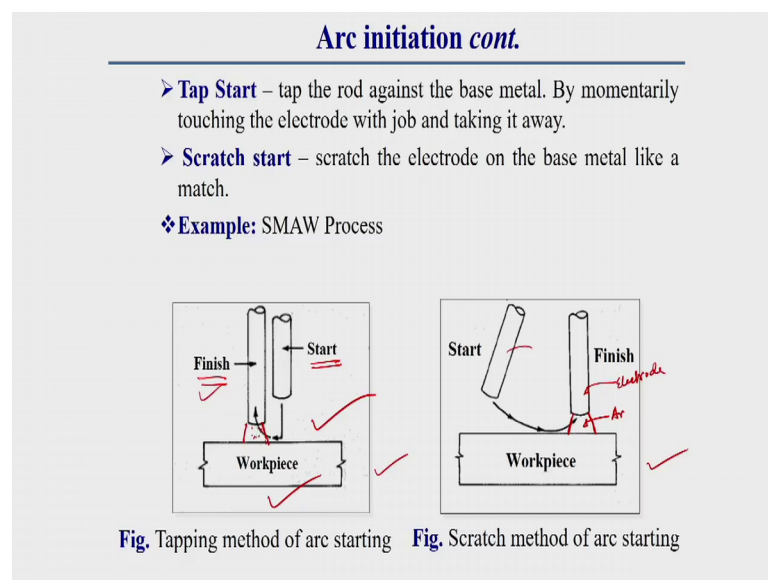 Arc initiation cont.
➢ Tap Start – tap the rod against the base metal. By momentarily
touching the electrode with job and taking it away.
➢ Scratch start – scratch the electrode on the base metal like a
match.
❖ Example: SMAW Process
Finish
Start
Workpiece
Start
Finish
Electrode
Ar
Workpiece
Fig. Tapping method of arc starting
Fig. Scratch method of arc starting